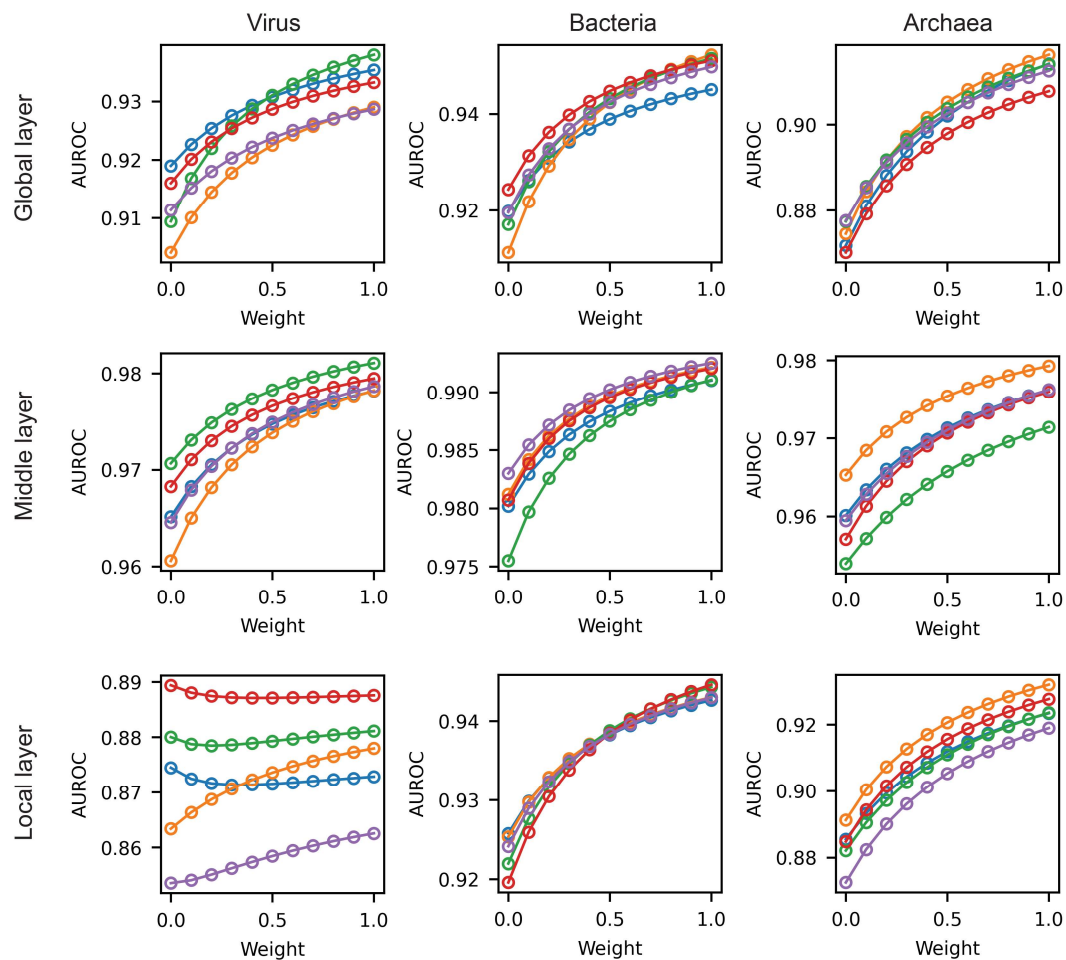 Virus
Bacteria
Archaea
Global layer
AUROC
0.93
0.92
0.91
0.0
0.5
1.0
Weight
AUROC
0.94
0.92
0.0
0.5
1.0
Weight
AUROC
0.90
0.88
0.0
0.5
1.0
Weight
Middle layer
AUROC
0.98
0.97
0.96
0.0
0.5
1.0
Weight
AUROC
0.990
0.985
0.980
0.975
0.0
0.5
1.0
Weight
AUROC
0.98
0.97
0.96
0.0
0.5
1.0
Weight
Local layer
AUROC
0.89
0.88
0.87
0.86
0.0
0.5
1.0
Weight
AUROC
0.94
0.93
0.92
0.0
0.5
1.0
Weight
AUROC
0.92
0.90
0.88
0.0
0.5
1.0
Weight